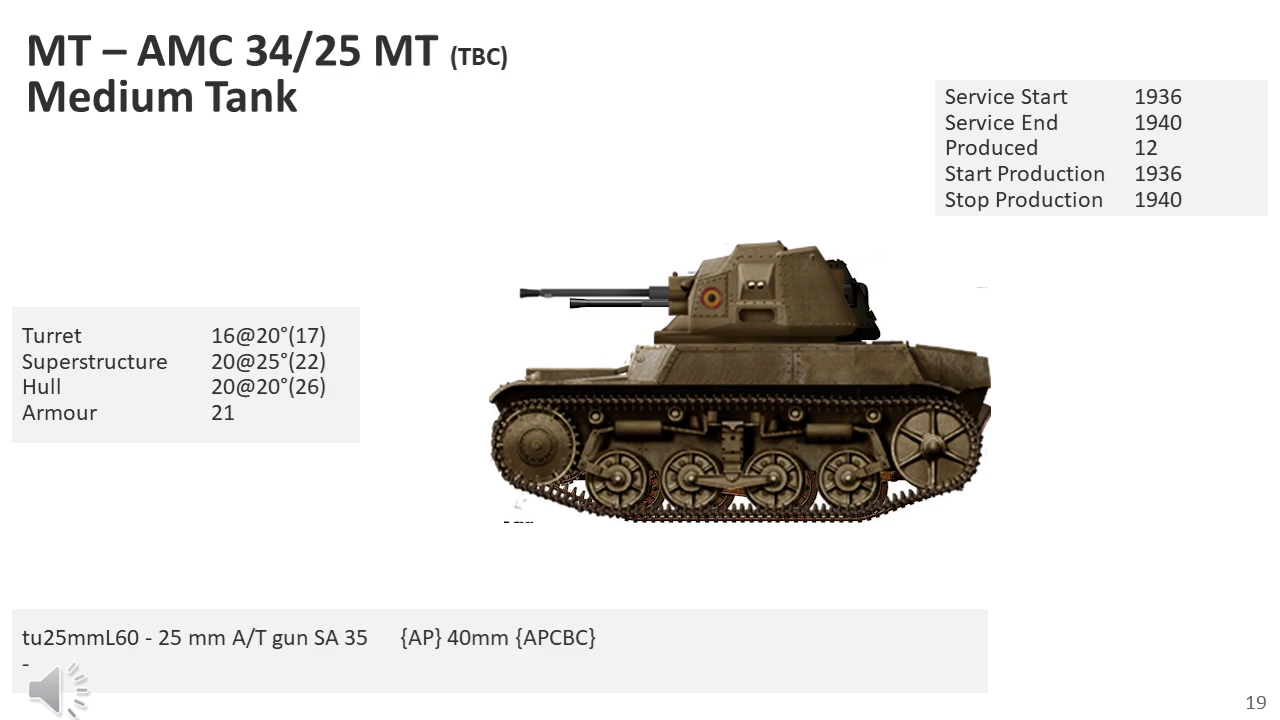 MT – AMC 34/25 MT (TBC)
Medium Tank
Service Start 1936
Service End 1940
Produced 12
Start Production 1936
Stop Production 1940
Turret 16@20°(17)
Superstructure 20@25°(22)
Hull 20@20°(26)
Armour 21
tu25mmL60 - 25 mm A/T gun SA 35 {AP} 40mm {APCBC}
-
19